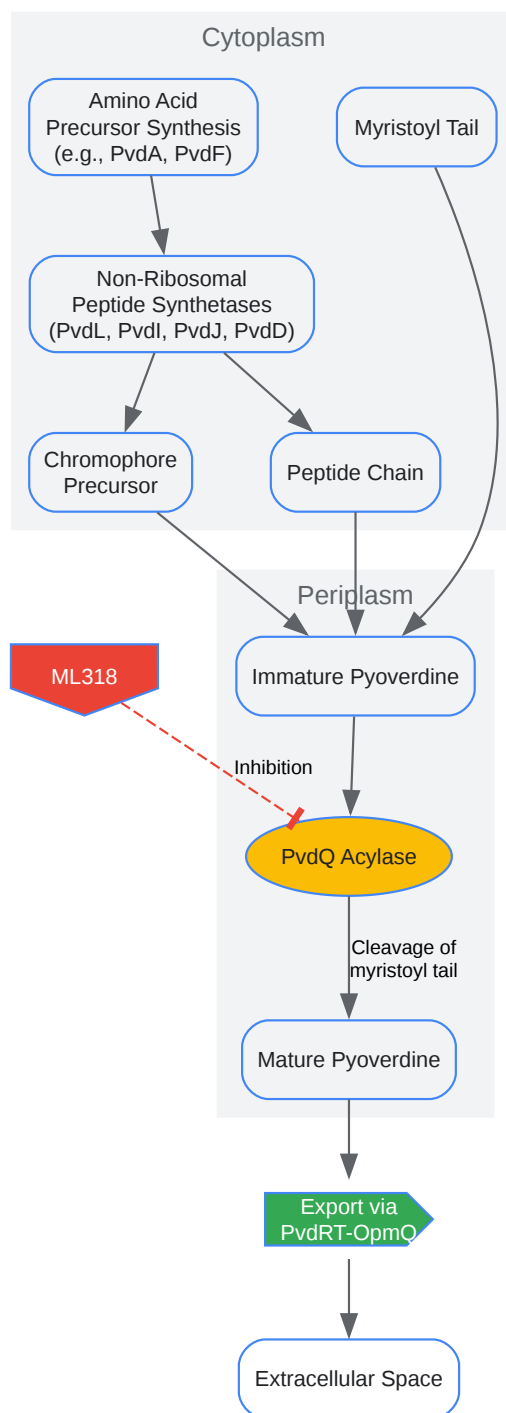 Cytoplasm
Amino Acid
Precursor Synthesis
(e.g., PvdA, PvdF)
Myristoyl Tail
Non-Ribosomal
Peptide Synthetases
(PvdL, PvdI, PvdJ, PvdD)
Chromophore
Precursor
Peptide Chain
Periplasm
Immature Pyoverdine
ML318
Inhibition
PvdQ Acylase
Cleavage of
myristoyl tail
Mature Pyoverdine
Export via
PvdRT-OpmQ
Extracellular Space